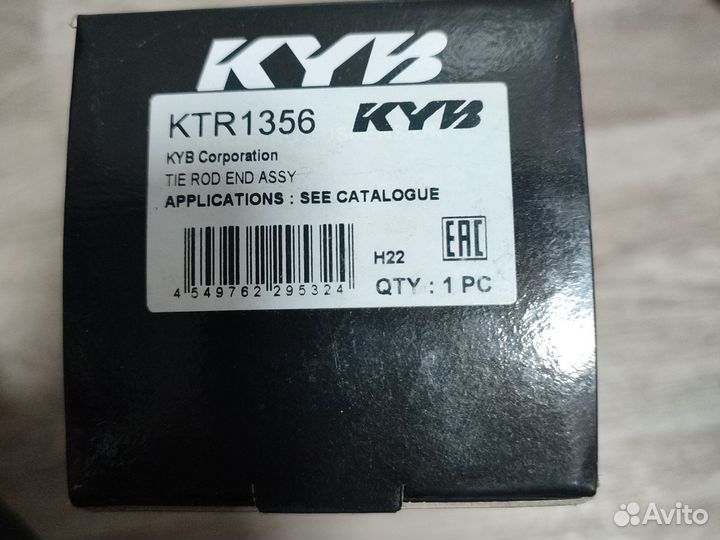 KYB
KTR1356 KYB
KYB Corporation
TIE ROD END ASSY
APPLICATIONS : SEE CATALOGUE
H22 EAC
4 549762 295324 QTY : 1 PC
Avito